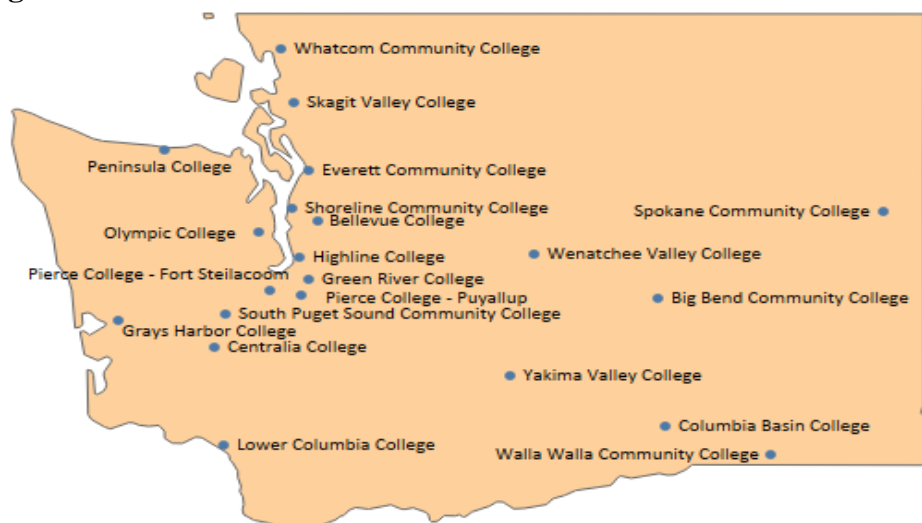 Whatcom Community College
Skagit Valley College
Peninsula College
Everett Community College
Shoreline Community College
Bellevue College
Spokane Community College
Olympic College
Highline College
Wenatchee Valley College
Pierce College - Fort Steilacoom
Green River College
Pierce College - Puyallup
Big Bend Community College
South Puget Sound Community College
Grays Harbor College
Centralia College
Yakima Valley College
Columbia Basin College
Lower Columbia College
Walla Walla Community College